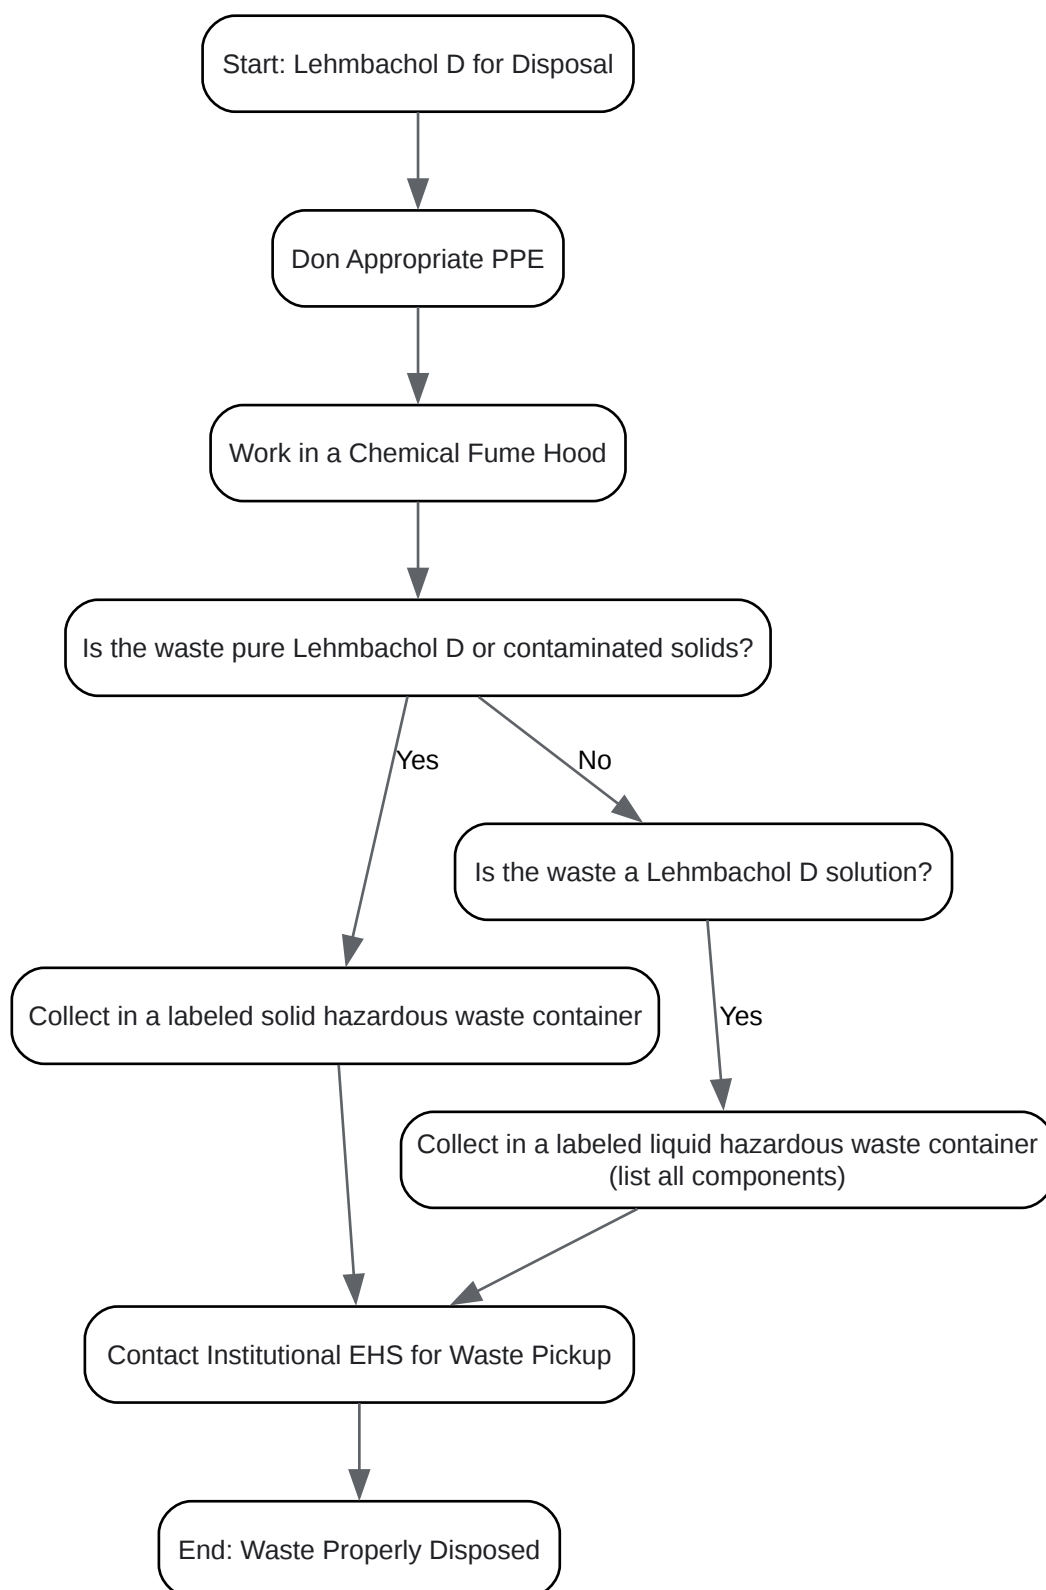 Start: Lehmbachol D for Disposal
Don Appropriate PPE
Work in a Chemical Fume Hood
Is the waste pure Lehmbachol D or contaminated solids?
Yes
No
Is the waste a Lehmbachol D solution?
Collect in a labeled solid hazardous waste container
Yes
Collect in a labeled liquid hazardous waste container
(list all components)
Contact Institutional EHS for Waste Pickup
End: Waste Properly Disposed